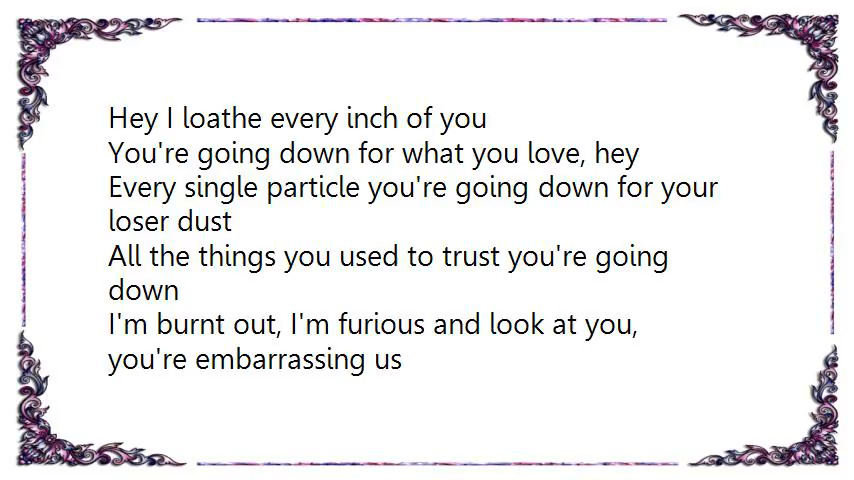 Hey I loathe every inch of you
You're going down for what you love, hey
Every single particle you're going down for your
loser dust
All the things you used to trust you're going
down
I'm burnt out, I'm furious and look at you,
you're embarrassing us